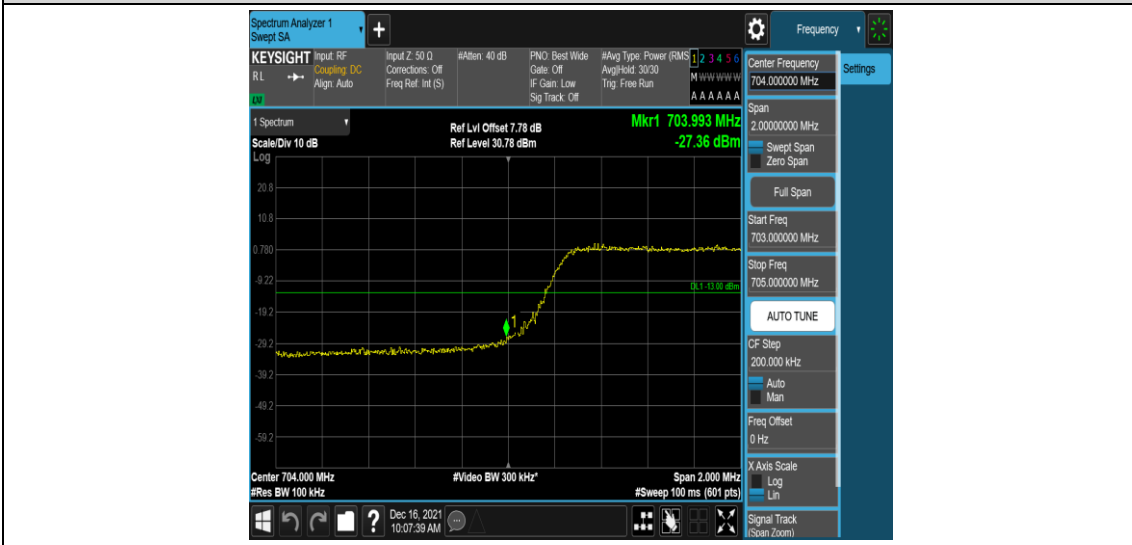 Spectrum Analyzer 1
Swept SA
+
Frequency
KEYSIGHT
RL
LXI
Input: RF
Coupling: DC
Align: Auto
Input Z: 50 Ω
Corrections: Off
Freq Ref: Int (S)
#Atten: 40 dB
PNO: Best Wide
Gate: Off
IF Gain: Low
Sig Track: Off
#Avg Type: Power (RMS
Avg|Hold: 30/30
Trig: Free Run
1 2 3 4 5 6
M W W W W W
A A A A A A
1 Spectrum
Scale/Div 10 dB
Log
Ref Lvl Offset 7.78 dB
Ref Level 30.78 dBm
Mkr1 703.993 MHz
-27.36 dBm
20.8
10.8
0.780
-9.22
-19.2
-29.2
-39.2
-49.2
-59.2
DL1 -13.00 dBm
1
Center 704.000 MHz
#Res BW 100 kHz
#Video BW 300 kHz*
Span 2.000 MHz
#Sweep 100 ms (601 pts)
?
Dec 16, 2021
10:07:39 AM
Center Frequency
704.000000 MHz
Settings
Span
2.00000000 MHz
Swept Span
Zero Span
Full Span
Start Freq
703.000000 MHz
Stop Freq
705.000000 MHz
AUTO TUNE
CF Step
200.000 kHz
Auto
Man
Freq Offset
0 Hz
X Axis Scale
Log
Lin
Signal Track
(Span Zoom)